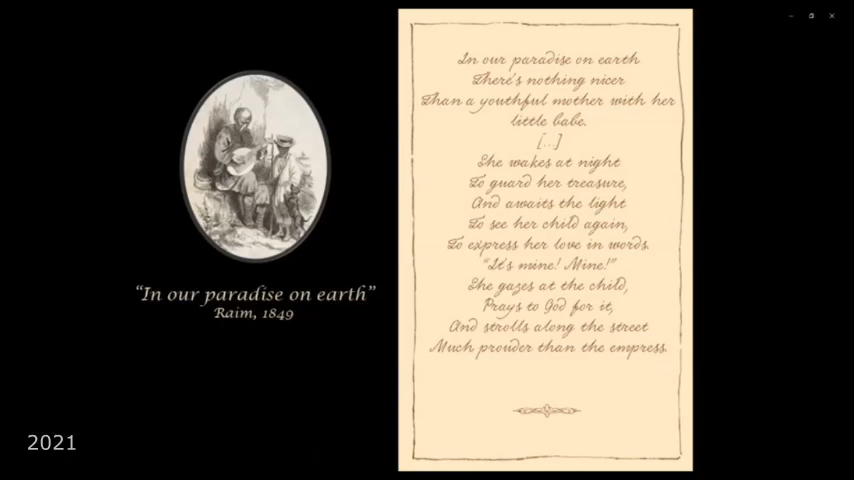 In our paradise on earth
There's nothing nicer
Than a youthful mother with her
little babe.
[...]
She wakes at night
To guard her treasure,
And awaits the light
To see her child again,
To express her love in words.
"It's mine! Mine!"
She gazes at the child,
Prays to God for it,
And strolls along the street
Much prouder than the empress.
"In our paradise on earth"
Raim, 1849
2021